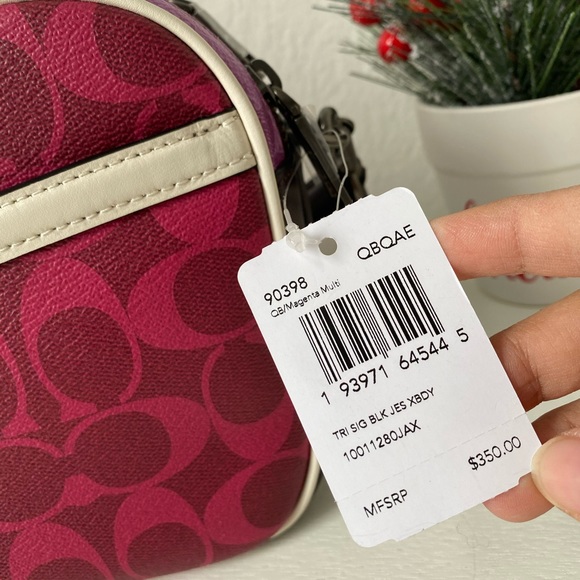 90398 QBQAE
QB/Magenta Multi
1 93971 64544 5
TRI SIG BLK JES XBDY
10011280JAX
MFSRP $350.00